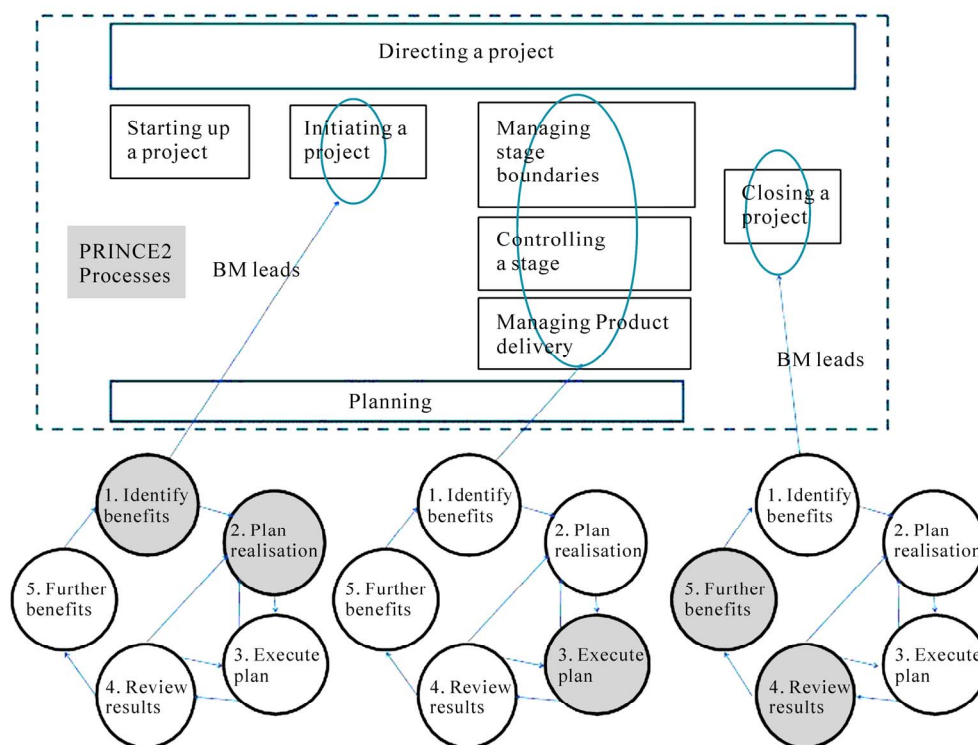 Directing a project
Starting up
a project
Initiating a
project
Managing
stage
boundaries
Closing a
project
PRINCE2
Processes
BM leads
Controlling
a stage
Managing Product
delivery
BM leads
Planning
1. Identify
benefits
2. Plan
realisation
5. Further
benefits
3. Execute
plan
4. Review
results
1. Identify
benefits
2. Plan
realisation
5. Further
benefits
3. Execute
plan
4. Review
results
1. Identify
benefits
2. Plan
realisation
5. Further
benefits
3. Execute
plan
4. Review
results